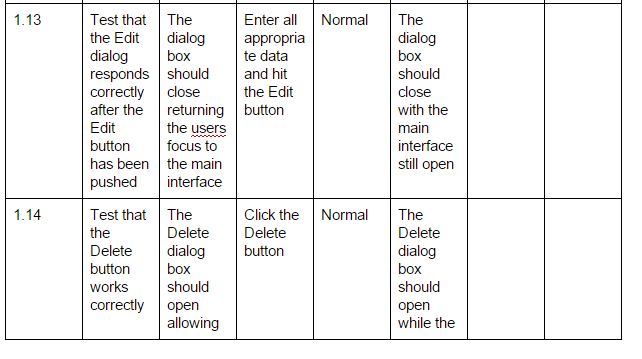 1.13
Test that
the Edit
dialog
responds
correctly
after the
Edit
button
has been
pushed
The
dialog
box
should
close
returning
the users
focus to
the main
interface
Enter all
appropria
te data
and hit
the Edit
button
Normal
The
dialog
box
should
close
with the
main
interface
still open
1.14
Test that
the
Delete
button
works
correctly
The
Delete
dialog
box
should
open
allowing
Click the
Delete
button
Normal
The
Delete
dialog
box
should
open
while the